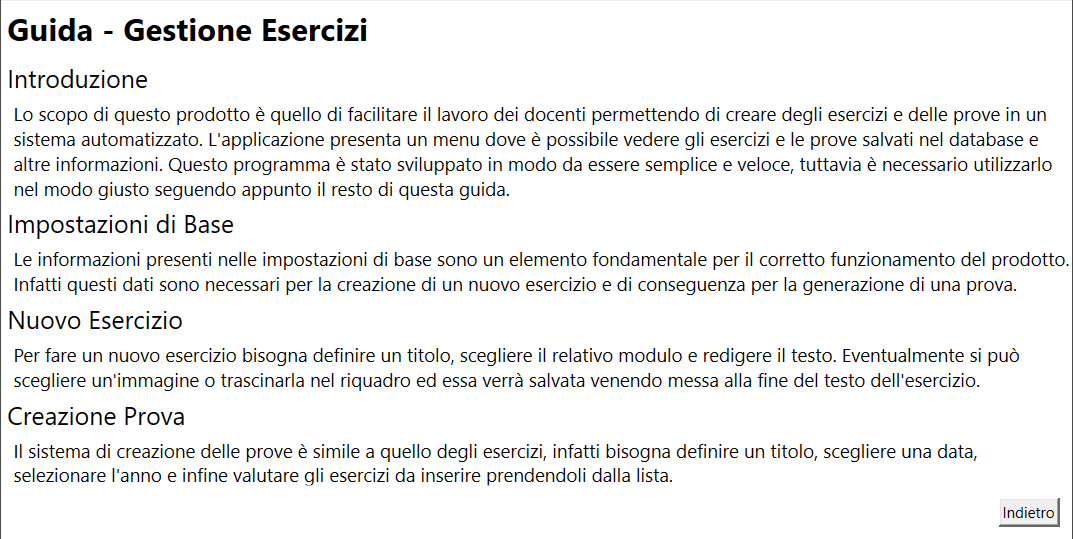 Guida - Gestione Esercizi
Introduzione
Lo scopo di questo prodotto è quello di facilitare il lavoro dei docenti permettendo di creare degli esercizi e delle prove in un
sistema automatizzato. L'applicazione presenta un menu dove è possibile vedere gli esercizi e le prove salvati nel database e
altre informazioni. Questo programma è stato sviluppato in modo da essere semplice e veloce, tuttavia è necessario utilizzarlo
nel modo giusto seguendo appunto il resto di questa guida.
Impostazioni di Base
Le informazioni presenti nelle impostazioni di base sono un elemento fondamentale per il corretto funzionamento del prodotto.
Infatti questi dati sono necessari per la creazione di un nuovo esercizio e di conseguenza per la generazione di una prova.
Nuovo Esercizio
Per fare un nuovo esercizio bisogna definire un titolo, scegliere il relativo modulo e redigere il testo. Eventualmente si può
scegliere un'immagine o trascinarla nel riquadro ed essa verrà salvata venendo messa alla fine del testo dell'esercizio.
Creazione Prova
Il sistema di creazione delle prove è simile a quello degli esercizi, infatti bisogna definire un titolo, scegliere una data,
selezionare l'anno e infine valutare gli esercizi da inserire prendendoli dalla lista.
Indietro